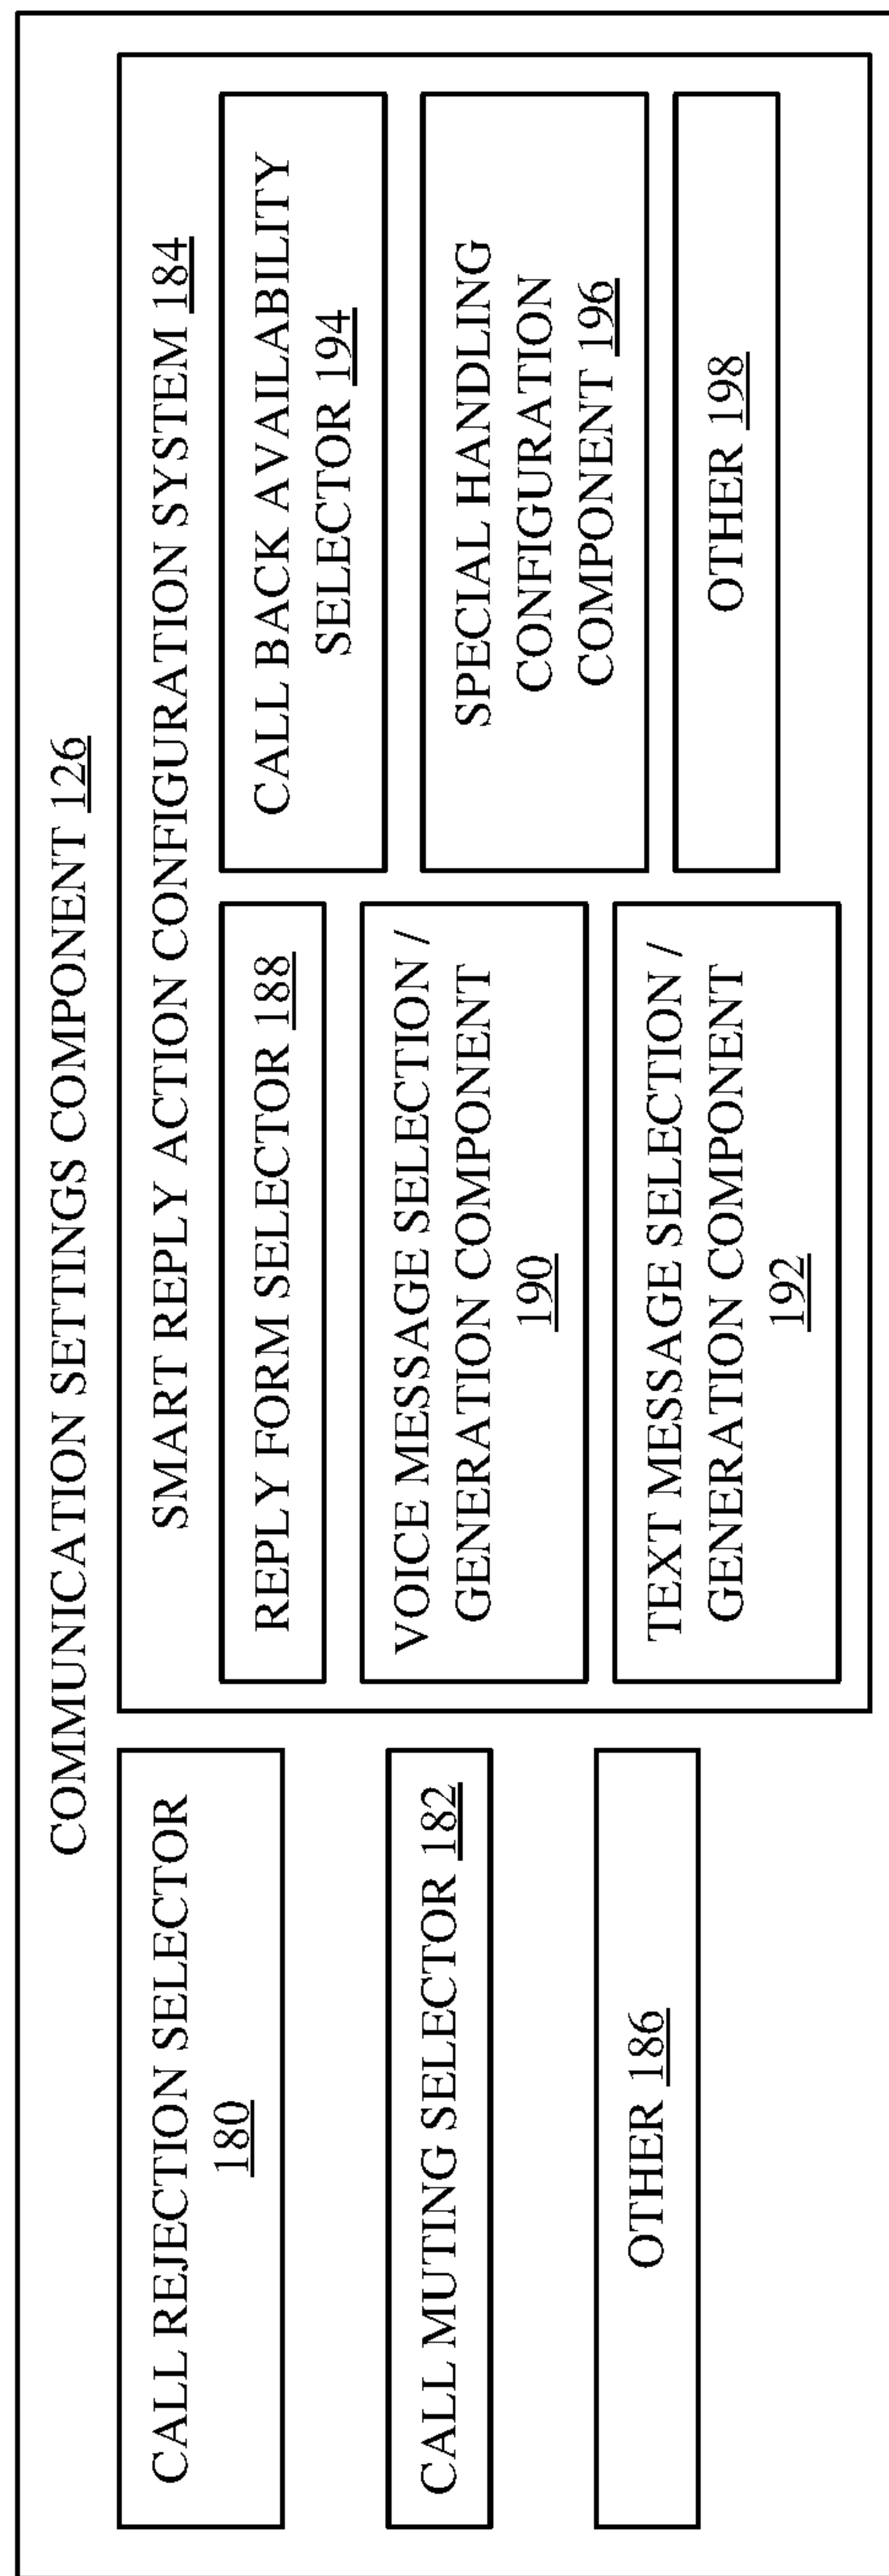 COMMUNICATION SETTINGS COMPONENT 126
CALL REJECTION SELECTOR
180
CALL MUTING SELECTOR 182
OTHER 186
SMART REPLY ACTION CONFIGURATION SYSTEM 184
REPLY FORM SELECTOR 188
VOICE MESSAGE SELECTION /
GENERATION COMPONENT
190
TEXT MESSAGE SELECTION /
GENERATION COMPONENT
192
CALL BACK AVAILABILITY
SELECTOR 194
SPECIAL HANDLING
CONFIGURATION
COMPONENT 196
OTHER 198